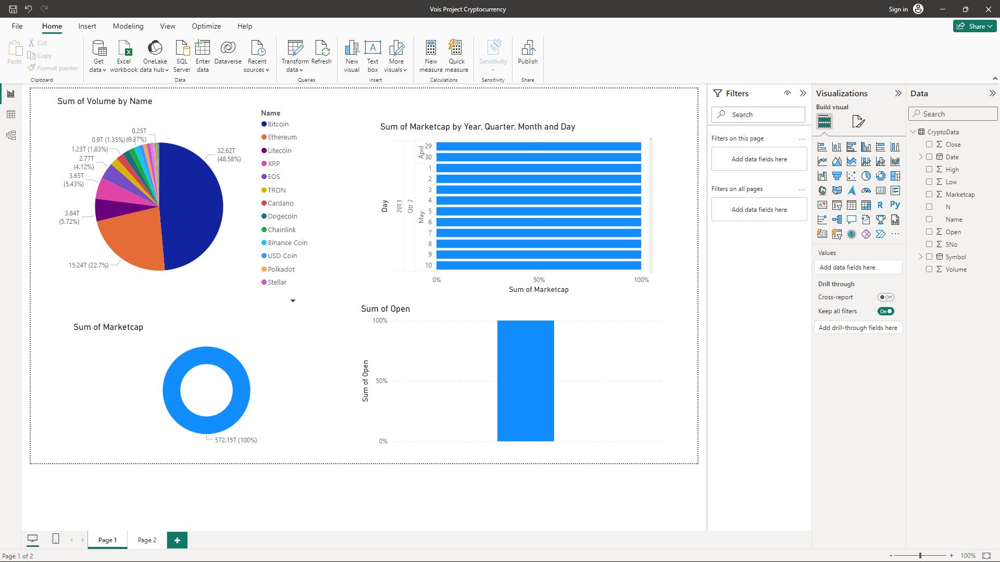 Vois Project Cryptocurrency
Sign in
File Home Insert Modeling View Optimize Help
Share
Paste
Cut
Copy
Format painter
Clipboard
Get data
Excel workbook
OneLake data hub
SQL Server
Enter data
Dataverse
Recent sources
Data
Transform data
Refresh
Queries
New visual
Text box
More visuals
Insert
New measure
Quick measure
Calculations
Sensitivity
Sensitivity
Publish
Share
Sum of Volume by Name
0.25T
(0.37%)
0.9T (1.35%)
1.23T (1.83%)
2.77T
(4.12%)
3.65T
(5.43%)
3.84T
(5.72%)
15.24T (22.7%)
32.62T
(48.58%)
Name
Bitcoin
Ethereum
Litecoin
XRP
EOS
TRON
Cardano
Dogecoin
Chainlink
Binance Coin
USD Coin
Polkadot
Stellar
Sum of Marketcap by Year, Quarter, Month and Day
Day
2013
Qtr 2
April
May
29
30
1
2
3
4
5
6
7
8
9
10
0% 50% 100%
Sum of Marketcap
Sum of Marketcap
572.15T (100%)
Sum of Open
Sum of Open
100%
50%
0%
Filters
Search
Filters on this page
Add data fields here
Filters on all pages
Add data fields here
Visualizations
Build visual
123
R
Py
123
Values
Add data fields here
Drill through
Cross-report
Off
Keep all filters
On
Add drill-through fields here
Data
Search
CryptoData
Close
Date
High
Low
Marketcap
N
Name
Open
SNo
Symbol
Volume
Page 1
Page 2
Page 1 of 2
- + 100%